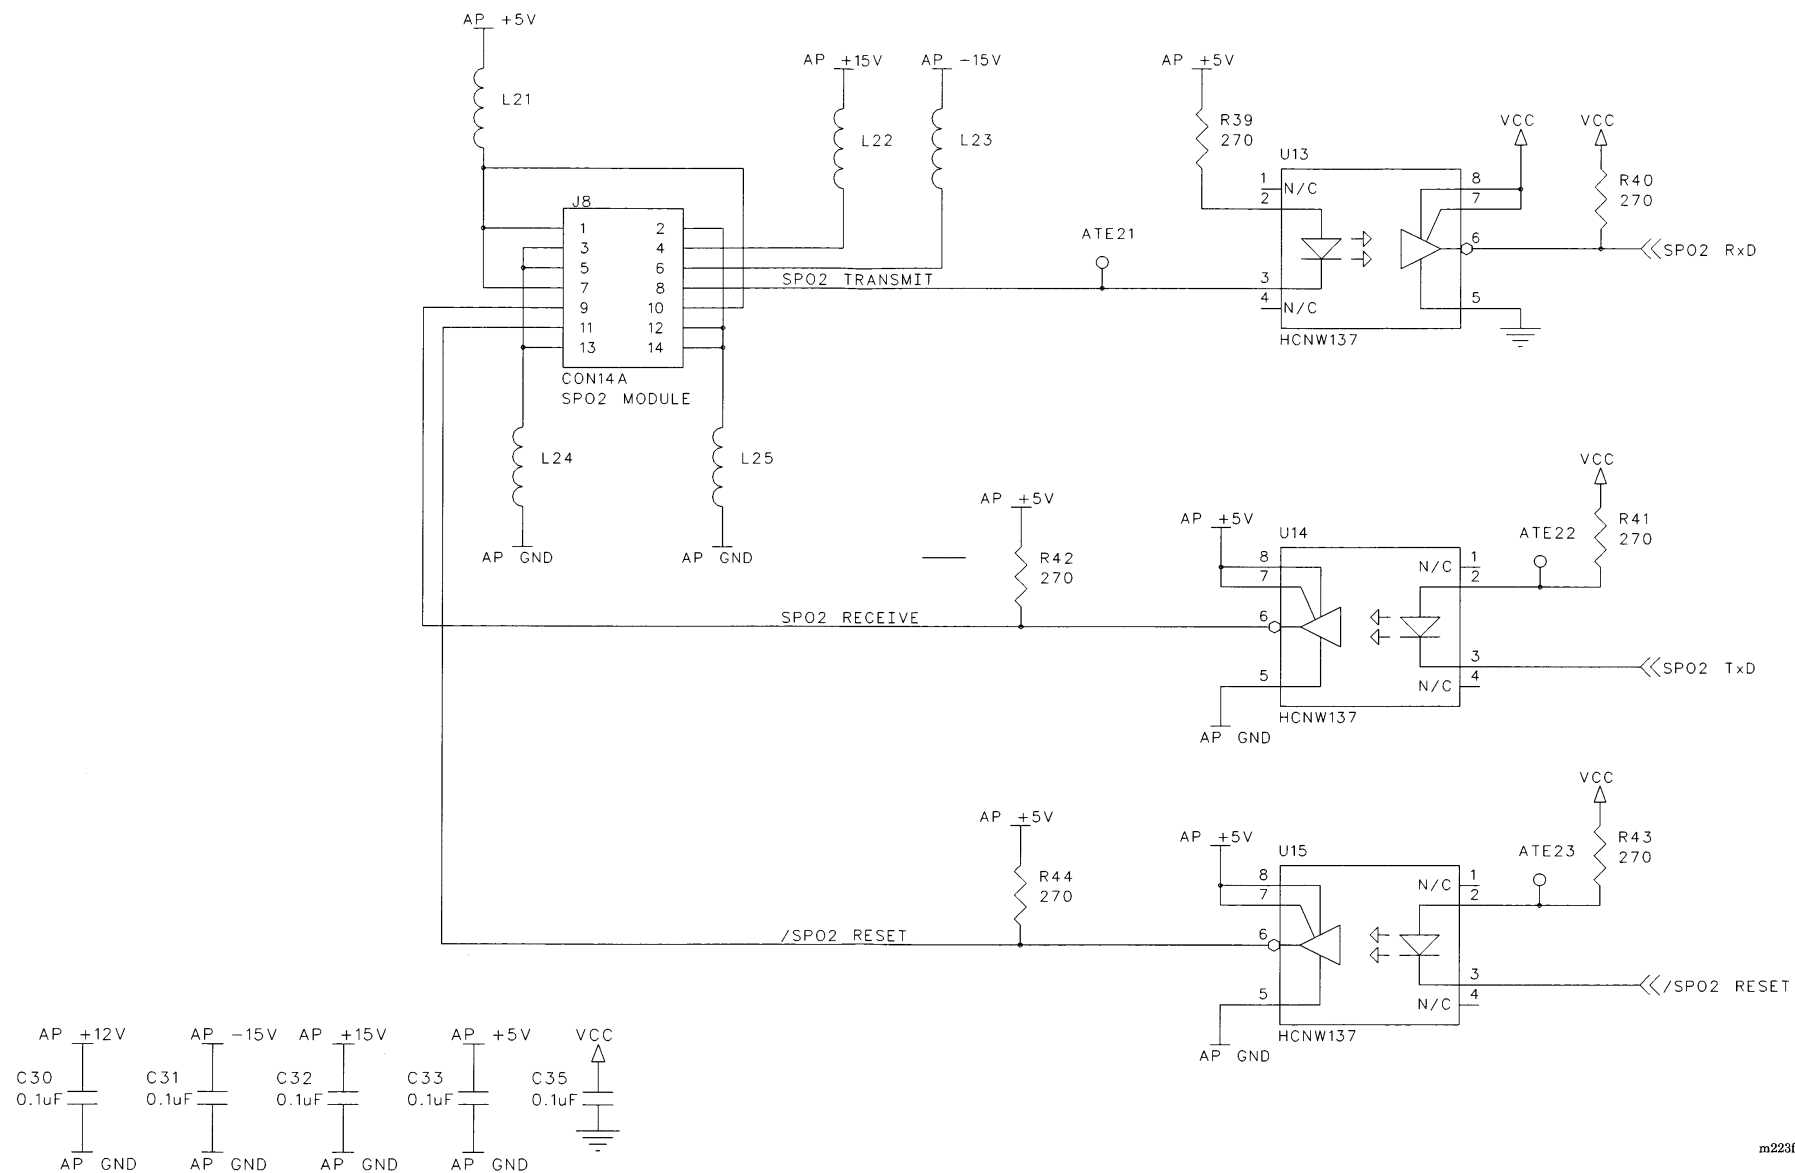 AP +5V
L21
AP +15V
L22
AP -15V
L23
AP +5V
R39
270
VCC
VCC
R40
270
U13
1
N/C
2
3
4
N/C
8
7
6
5
HCNW137
SPO2 RxD
ATE21
SPO2 TRANSMIT
J8
1 2
3 4
5 6
7 8
9 10
11 12
13 14
CON14A
SPO2 MODULE
L24
AP GND
L25
AP GND
AP +5V
R42
270
AP +5V
U14
8
7
6
5
N/C
1
2
3
N/C
4
HCNW137
AP GND
ATE22
VCC
R41
270
SPO2 TxD
SPO2 RECEIVE
AP +5V
R44
270
AP +5V
U15
8
7
6
5
N/C
1
2
3
N/C
4
HCNW137
AP GND
ATE23
VCC
R43
270
/SPO2 RESET
/SPO2 RESET
AP +12V
C30
0.1uF
AP GND
AP -15V
C31
0.1uF
AP GND
AP +15V
C32
0.1uF
AP GND
AP +5V
C33
0.1uF
AP GND
VCC
C35
0.1uF
m223f